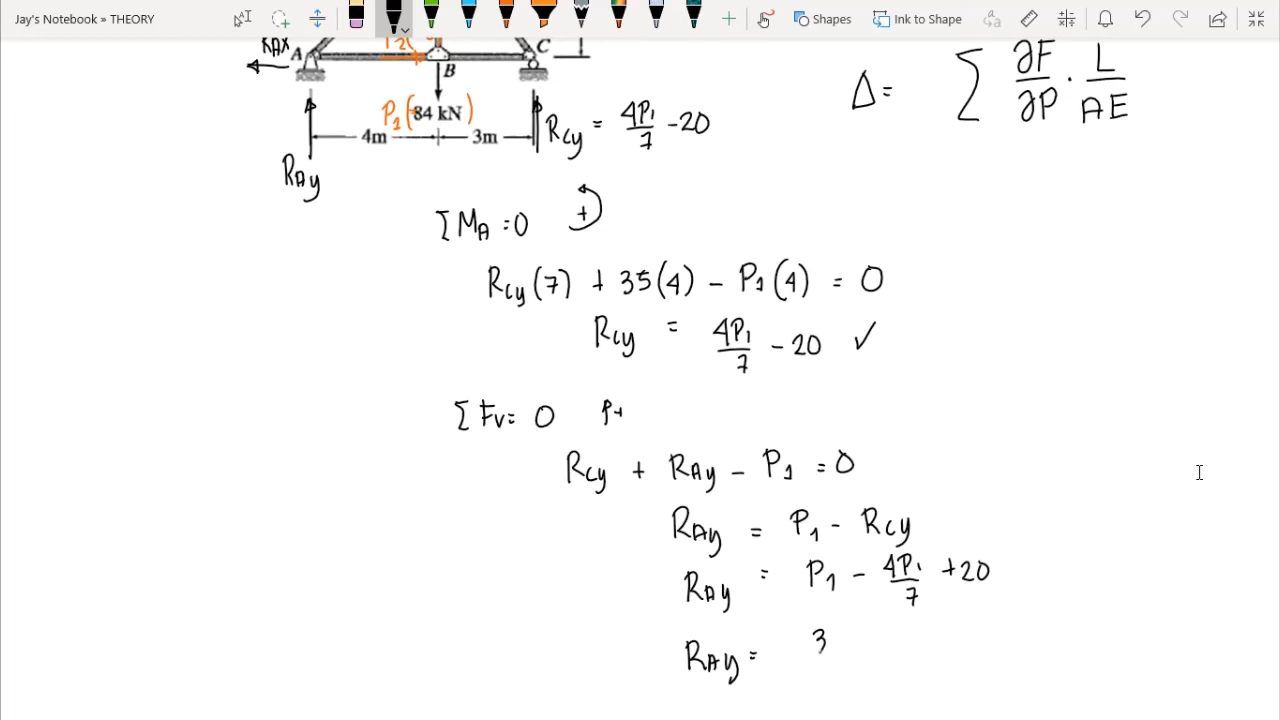 Jay's Notebook » THEORY
Shapes
Ink to Shape
RAX A C
B
P1(84 kN)
4m 3m
RAy
RCy = 4P1/7 -20
Δ= Σ ∂F/∂P · L/AE
ΣMA =0 +
RCy (7) + 35(4) - P1(4) = 0
RCy = 4P1/7 - 20 ✓
ΣFv= 0 ↑+
RCy + RAy - P1 =0
RAy = P1 - RCy
RAy = P1 - 4P1/7 +20
RAy = 3